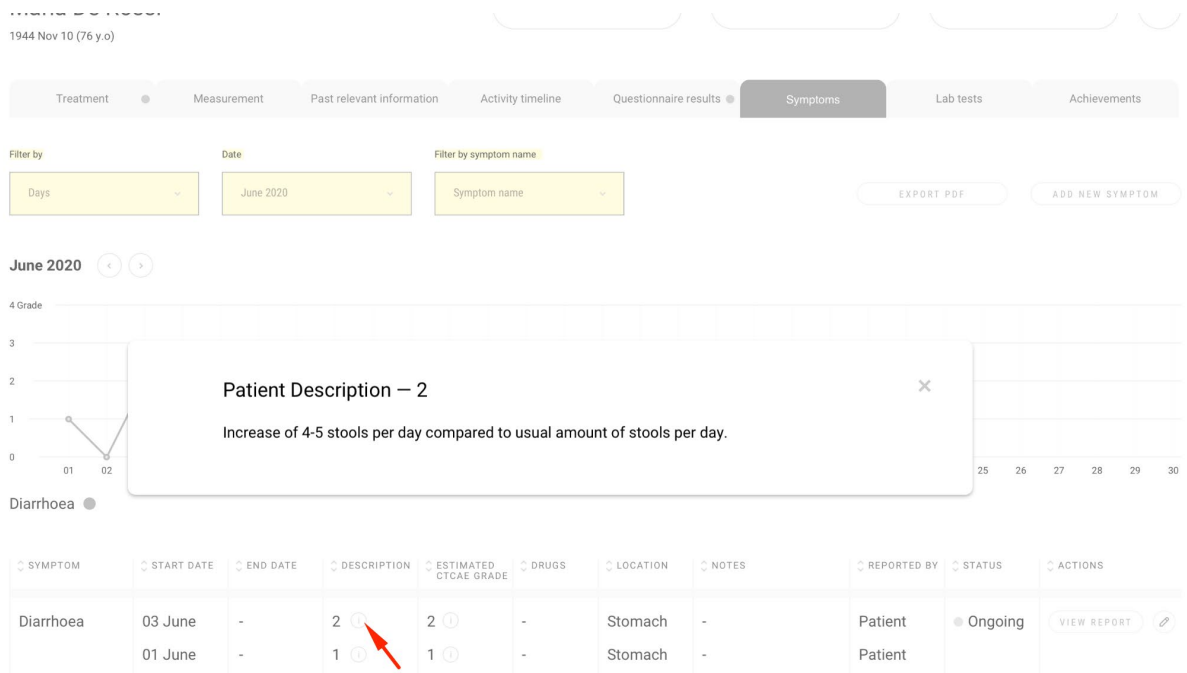 1944 Nov 10 (76 y.o)
Treatment Measurement Past relevant information Activity timeline Questionnaire results Symptoms Lab tests Achievements
Filter by Date Filter by symptom name
Days June 2020 Symptom name EXPORT PDF ADD NEW SYMPTOM
June 2020
4 Grade
3
2
1
0
Patient Description — 2
Increase of 4-5 stools per day compared to usual amount of stools per day.
01 02 25 26 27 28 29 30
Diarrhoea
SYMPTOM START DATE END DATE DESCRIPTION ESTIMATED CTCAE GRADE DRUGS LOCATION NOTES REPORTED BY STATUS ACTIONS
Diarrhoea 03 June - 2 2 - Stomach - Patient Ongoing VIEW REPORT
01 June - 1 1 - Stomach - Patient